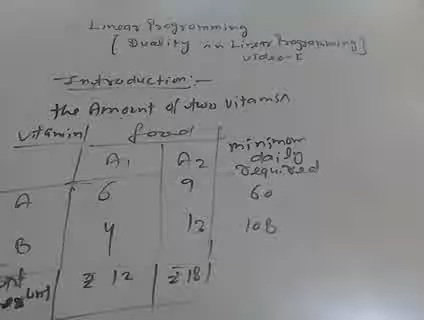 Linear Programming
[ Duality in Linear Programming]
Video-I
Introduction:-
the Amount of two vitamsn
vitamin food minimom daily required
A1 A2
A 6 9 60
B 4 12 108
12 18